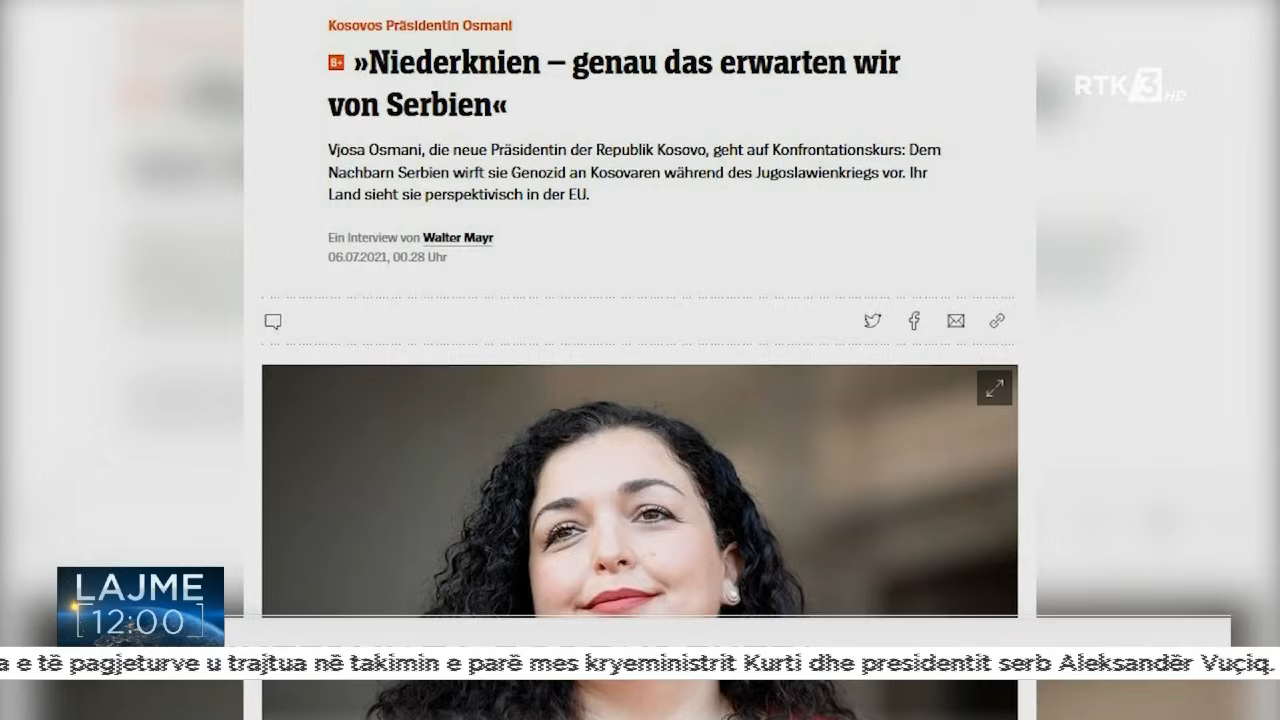 Kosovos Präsidentin Osmani
»Niederknien – genau das erwarten wir
von Serbien«
RTK 3 HD
Vjosa Osmani, die neue Präsidentin der Republik Kosovo, geht auf Konfrontationskurs: Dem
Nachbarn Serbien wirft sie Genozid an Kosovaren während des Jugoslawienkriegs vor. Ihr
Land sieht sie perspektivisch in der EU.
Ein Interview von Walter Mayr
06.07.2021, 00.28 Uhr
LAJME
12:00
a e të pagjeturve u trajtua në takimin e parë mes kryeministrit Kurti dhe presidentit serb Aleksandër Vuçiq.